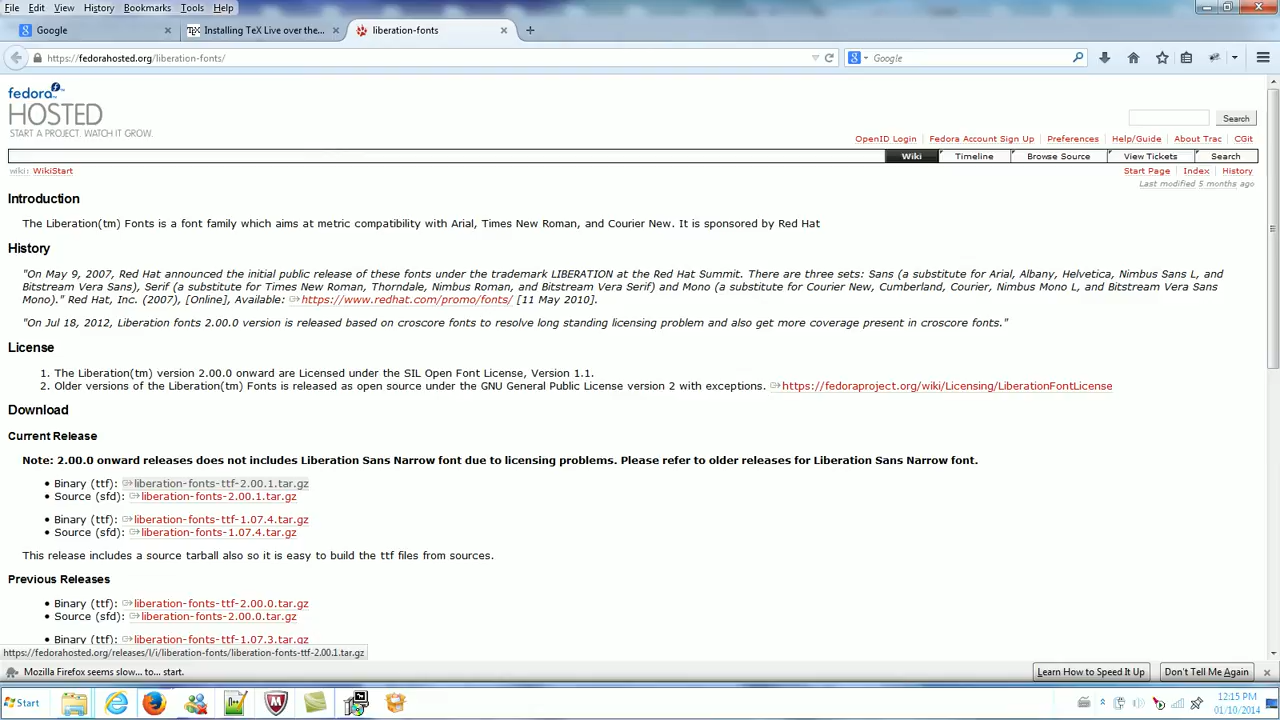 File Edit View History Bookmarks Tools Help
Google
Installing TeX Live over the...
liberation-fonts
https://fedorahosted.org/liberation-fonts/
Google
fedora
HOSTED
START A PROJECT. WATCH IT GROW.
Search
OpenID Login Fedora Account Sign Up Preferences Help/Guide About Trac CGit
Wiki Timeline Browse Source View Tickets Search
wiki: WikiStart
Start Page Index History
Last modified 5 months ago
Introduction
The Liberation(tm) Fonts is a font family which aims at metric compatibility with Arial, Times New Roman, and Courier New. It is sponsored by Red Hat
History
"On May 9, 2007, Red Hat announced the initial public release of these fonts under the trademark LIBERATION at the Red Hat Summit. There are three sets: Sans (a substitute for Arial, Albany, Helvetica, Nimbus Sans L, and
Bitstream Vera Sans), Serif (a substitute for Times New Roman, Thorndale, Nimbus Roman, and Bitstream Vera Serif) and Mono (a substitute for Courier New, Cumberland, Courier, Nimbus Mono L, and Bitstream Vera Sans
Mono)." Red Hat, Inc. (2007), [Online], Available: https://www.redhat.com/promo/fonts/ [11 May 2010].
"On Jul 18, 2012, Liberation fonts 2.00.0 version is released based on croscore fonts to resolve long standing licensing problem and also get more coverage present in croscore fonts."
License
1. The Liberation(tm) version 2.00.0 onward are Licensed under the SIL Open Font License, Version 1.1.
2. Older versions of the Liberation(tm) Fonts is released as open source under the GNU General Public License version 2 with exceptions. https://fedoraproject.org/wiki/Licensing/LiberationFontLicense
Download
Current Release
Note: 2.00.0 onward releases does not includes Liberation Sans Narrow font due to licensing problems. Please refer to older releases for Liberation Sans Narrow font.
• Binary (ttf): liberation-fonts-ttf-2.00.1.tar.gz
• Source (sfd): liberation-fonts-2.00.1.tar.gz
• Binary (ttf): liberation-fonts-ttf-1.07.4.tar.gz
• Source (sfd): liberation-fonts-1.07.4.tar.gz
This release includes a source tarball also so it is easy to build the ttf files from sources.
Previous Releases
• Binary (ttf): liberation-fonts-ttf-2.00.0.tar.gz
• Source (sfd): liberation-fonts-2.00.0.tar.gz
• Binary (ttf): liberation-fonts-ttf-1.07.3.tar.gz
https://fedorahosted.org/releases/l/i/liberation-fonts/liberation-fonts-ttf-2.00.1.tar.gz
Mozilla Firefox seems slow... to... start.
Learn How to Speed It Up
Don't Tell Me Again
Start
12:15 PM
01/10/2014